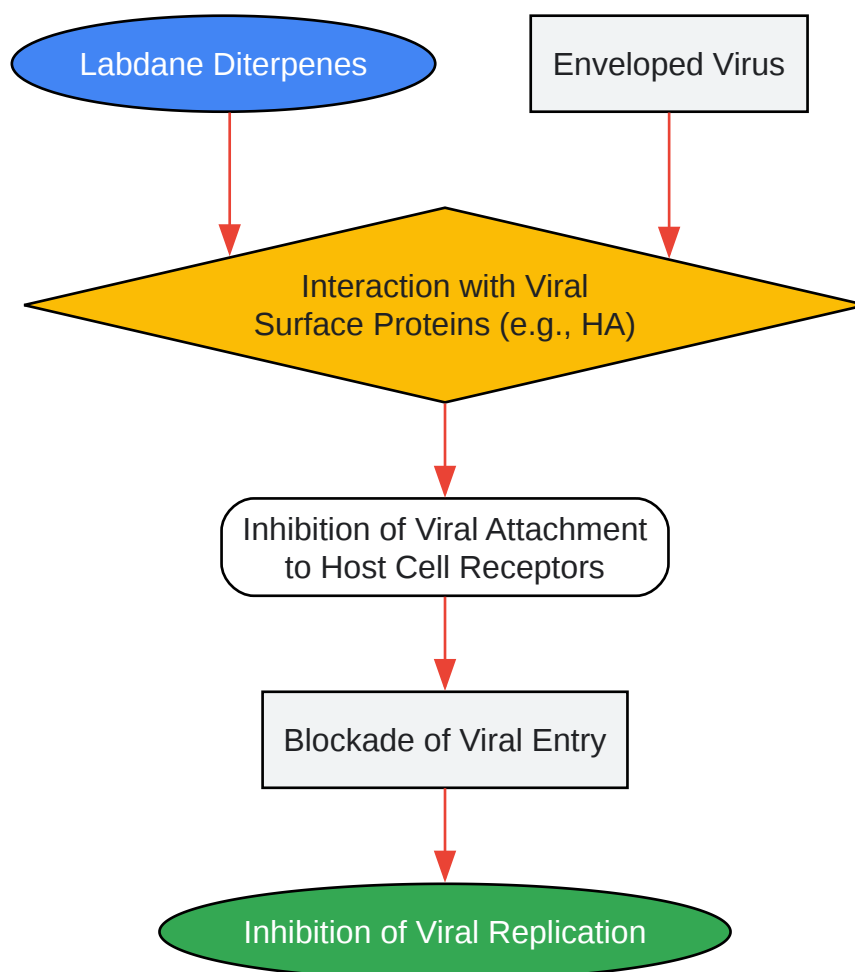 Labdane Diterpenes
Enveloped Virus
Interaction with Viral
Surface Proteins (e.g., HA)
Inhibition of Viral Attachment
to Host Cell Receptors
Blockade of Viral Entry
Inhibition of Viral Replication